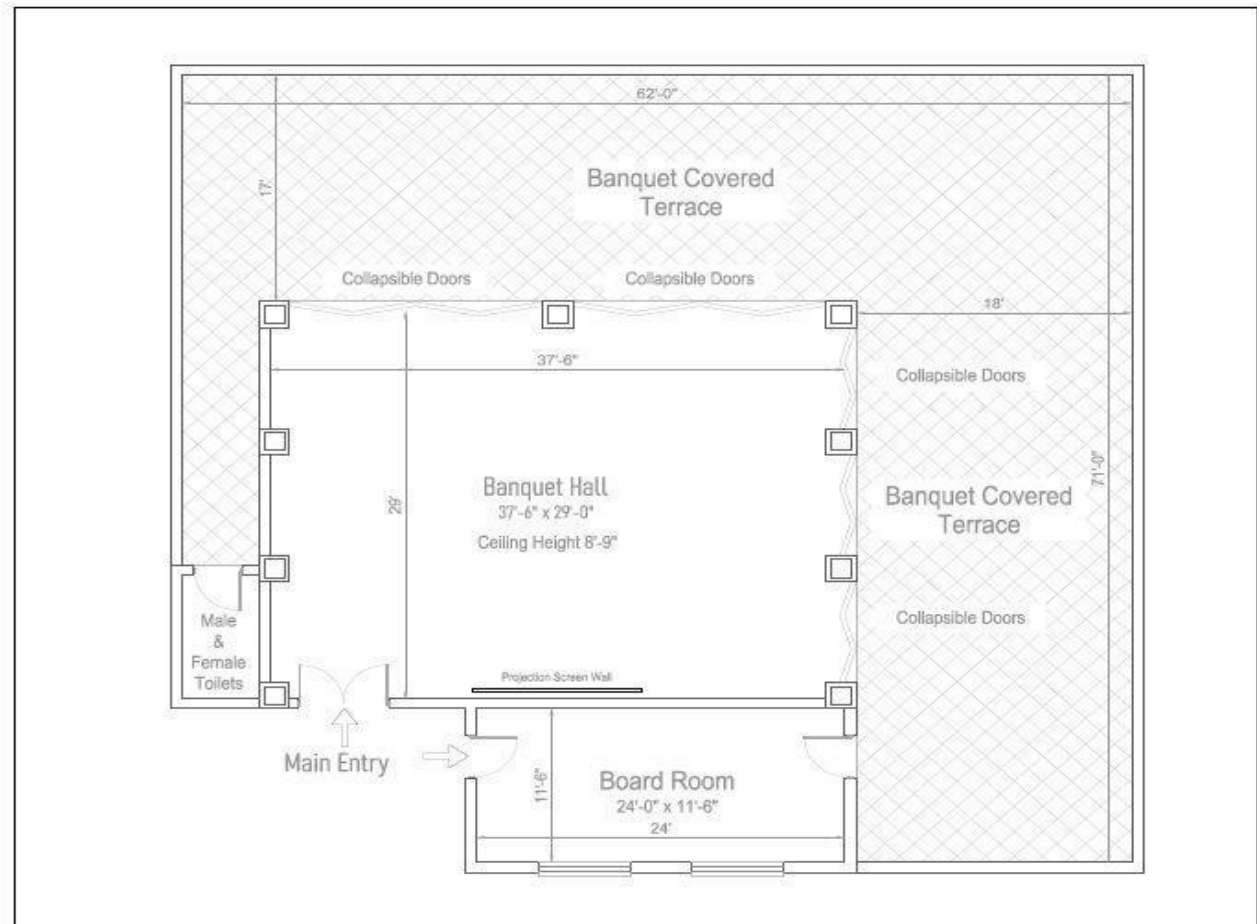 62'-0"
Banquet Covered
Terrace
17'
Collapsible Doors
Collapsible Doors
18'
37'-6"
Collapsible Doors
29'
Banquet Hall
37'-6" x 29'-0"
Ceiling Height 8'-9"
71'-0"
Banquet Covered
Terrace
Collapsible Doors
Male
&
Female
Toilets
Projection Screen Wall
Main Entry
11'-6"
Board Room
24'-0" x 11'-6"
24'